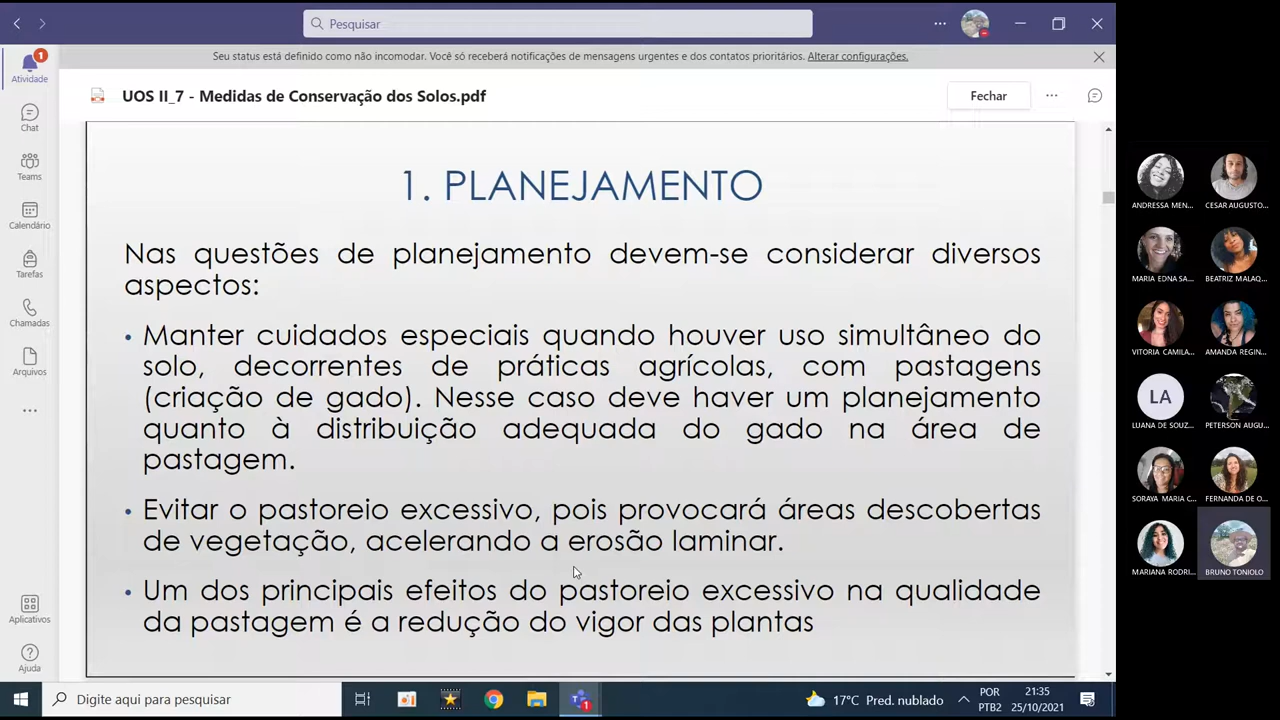 Pesquisar
Seu status está definido como não incomodar. Você só receberá notificações de mensagens urgentes e dos contatos prioritários. Alterar configurações.
1
Atividade
Chat
Teams
Calendário
Tarefas
Chamadas
Arquivos
Aplicativos
Ajuda
UOS II_7 - Medidas de Conservação dos Solos.pdf
Fechar
1. PLANEJAMENTO
Nas questões de planejamento devem-se considerar diversos
aspectos:
• Manter cuidados especiais quando houver uso simultâneo do
solo, decorrentes de práticas agrícolas, com pastagens
(criação de gado). Nesse caso deve haver um planejamento
quanto à distribuição adequada do gado na área de
pastagem.
• Evitar o pastoreio excessivo, pois provocará áreas descobertas
de vegetação, acelerando a erosão laminar.
• Um dos principais efeitos do pastoreio excessivo na qualidade
da pastagem é a redução do vigor das plantas
ANDRESSA MEN...
CESAR AUGUSTO...
MARIA EDNA SA...
BEATRIZ MALAQ...
VITORIA CAMILA...
AMANDA REGIN...
LA
LUANA DE SOUZ...
PETERSON AUGU...
SORAYA MARIA C...
FERNANDA DE O...
MARIANA RODRI...
BRUNO TONIOLO
Digite aqui para pesquisar
1
17°C Pred. nublado
POR
PTB2
21:35
25/10/2021